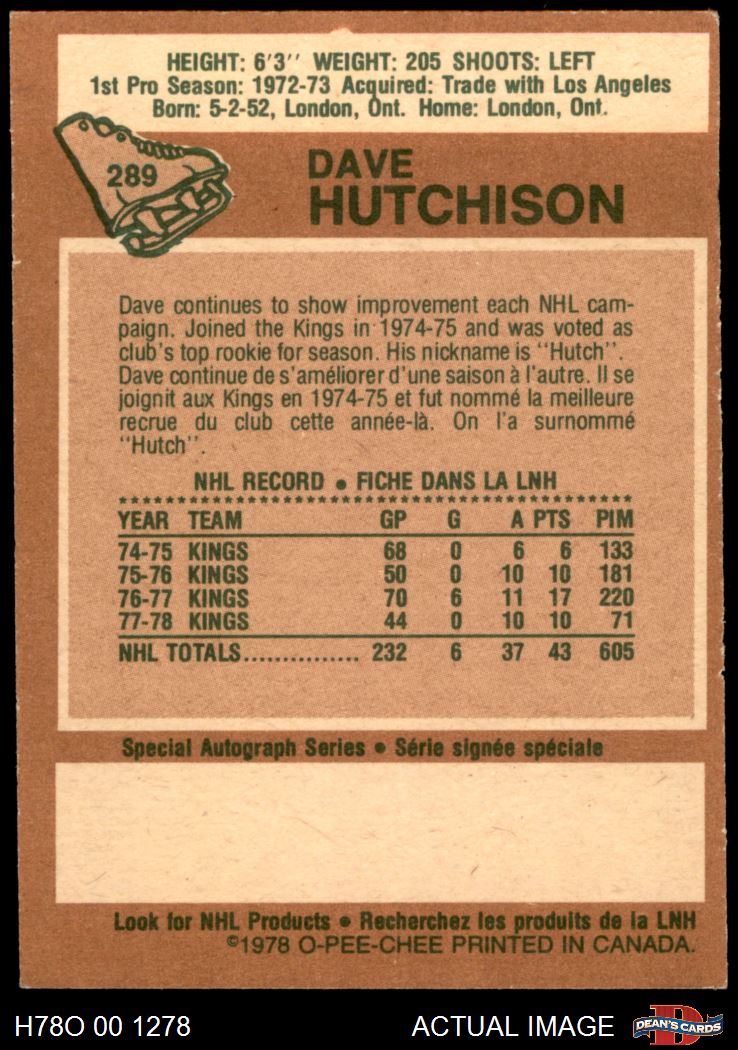 HEIGHT: 6'3'' WEIGHT: 205 SHOOTS: LEFT
1st Pro Season: 1972-73 Acquired: Trade with Los Angeles
Born: 5-2-52, London, Ont. Home: London, Ont.
289
DAVE
HUTCHISON
Dave continues to show improvement each NHL cam-
paign. Joined the Kings in 1974-75 and was voted as
club's top rookie for season. His nickname is ''Hutch''.
Dave continue de s'améliorer d'une saison à l'autre. Il se
joignit aux Kings en 1974-75 et fut nommé la meilleure
recrue du club cette année-là. On l'a surnommé
''Hutch''.
NHL RECORD • FICHE DANS LA LNH
YEAR TEAM GP G A PTS PIM
74-75 KINGS 68 0 6 6 133
75-76 KINGS 50 0 10 10 181
76-77 KINGS 70 6 11 17 220
77-78 KINGS 44 0 10 10 71
NHL TOTALS............... 232 6 37 43 605
Special Autograph Series • Série signée spéciale
Look for NHL Products • Recherchez les produits de la LNH
©1978 O-PEE-CHEE PRINTED IN CANADA.
H78O 00 1278 ACTUAL IMAGE D DEAN'S CARDS